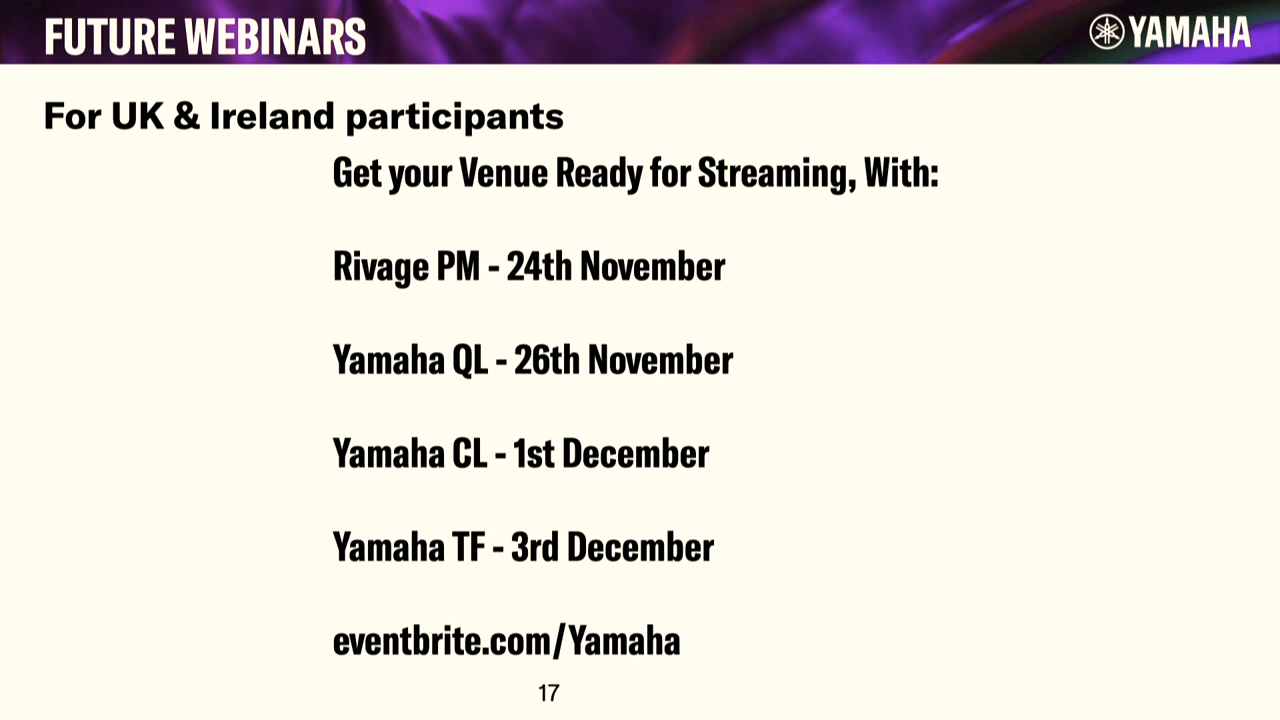 FUTURE WEBINARS
YAMAHA
For UK & Ireland participants
Get your Venue Ready for Streaming, With:
Rivage PM - 24th November
Yamaha QL - 26th November
Yamaha CL - 1st December
Yamaha TF - 3rd December
eventbrite.com/Yamaha
17